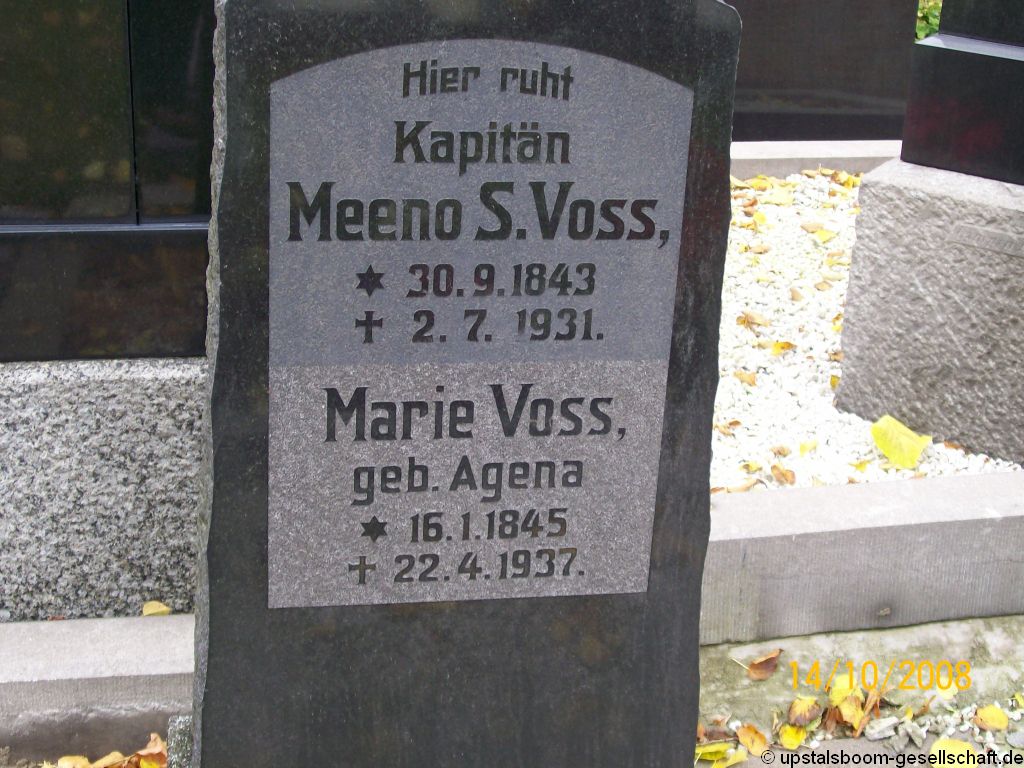 Hier ruht
Kapitän
Meeno S. Voss,
✶ 30. 9. 1843
✝ 2. 7. 1931.
Marie Voss,
geb. Agena
✶ 16. 1. 1845
✝ 22. 4. 1937.
14/10/2008
© upstalsboom-gesellschaft.de